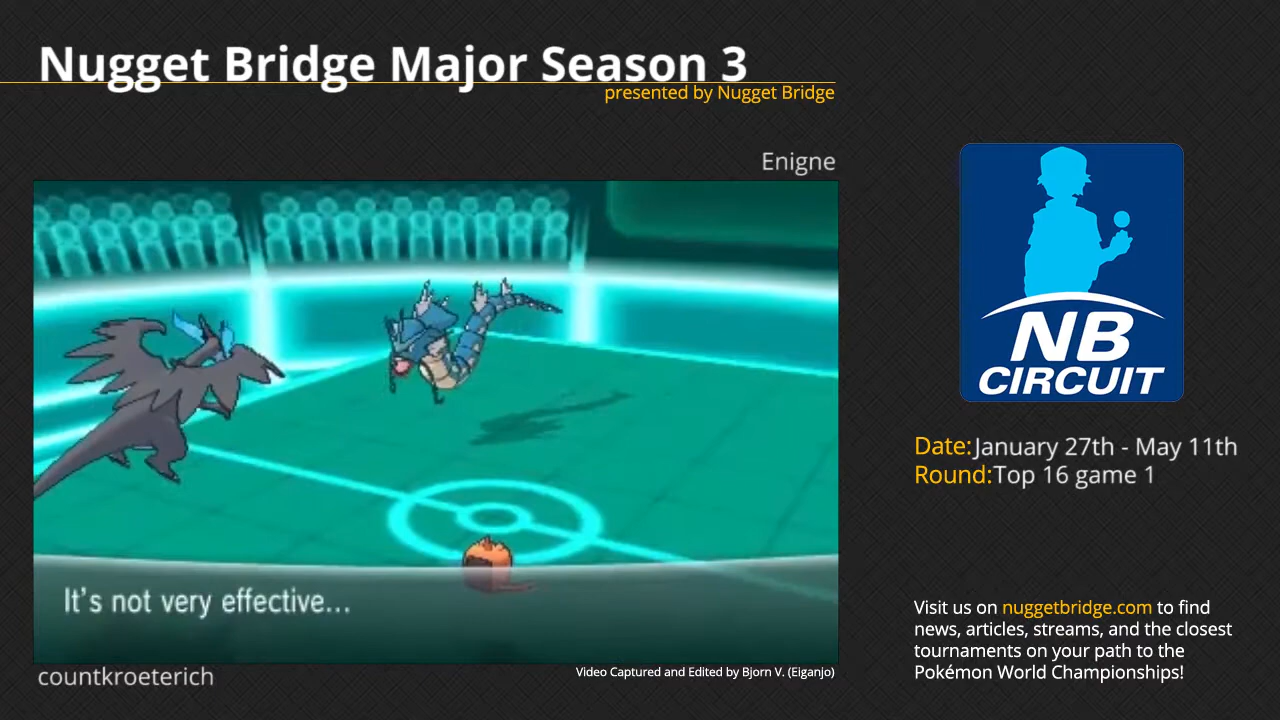 Nugget Bridge Major Season 3
presented by Nugget Bridge
Enigne
NB
CIRCUIT
Date:January 27th - May 11th
Round:Top 16 game 1
It's not very effective...
Visit us on nuggetbridge.com to find
news, articles, streams, and the closest
tournaments on your path to the
Pokémon World Championships!
countkroeterich
Video Captured and Edited by Bjorn V. (Eiganjo)